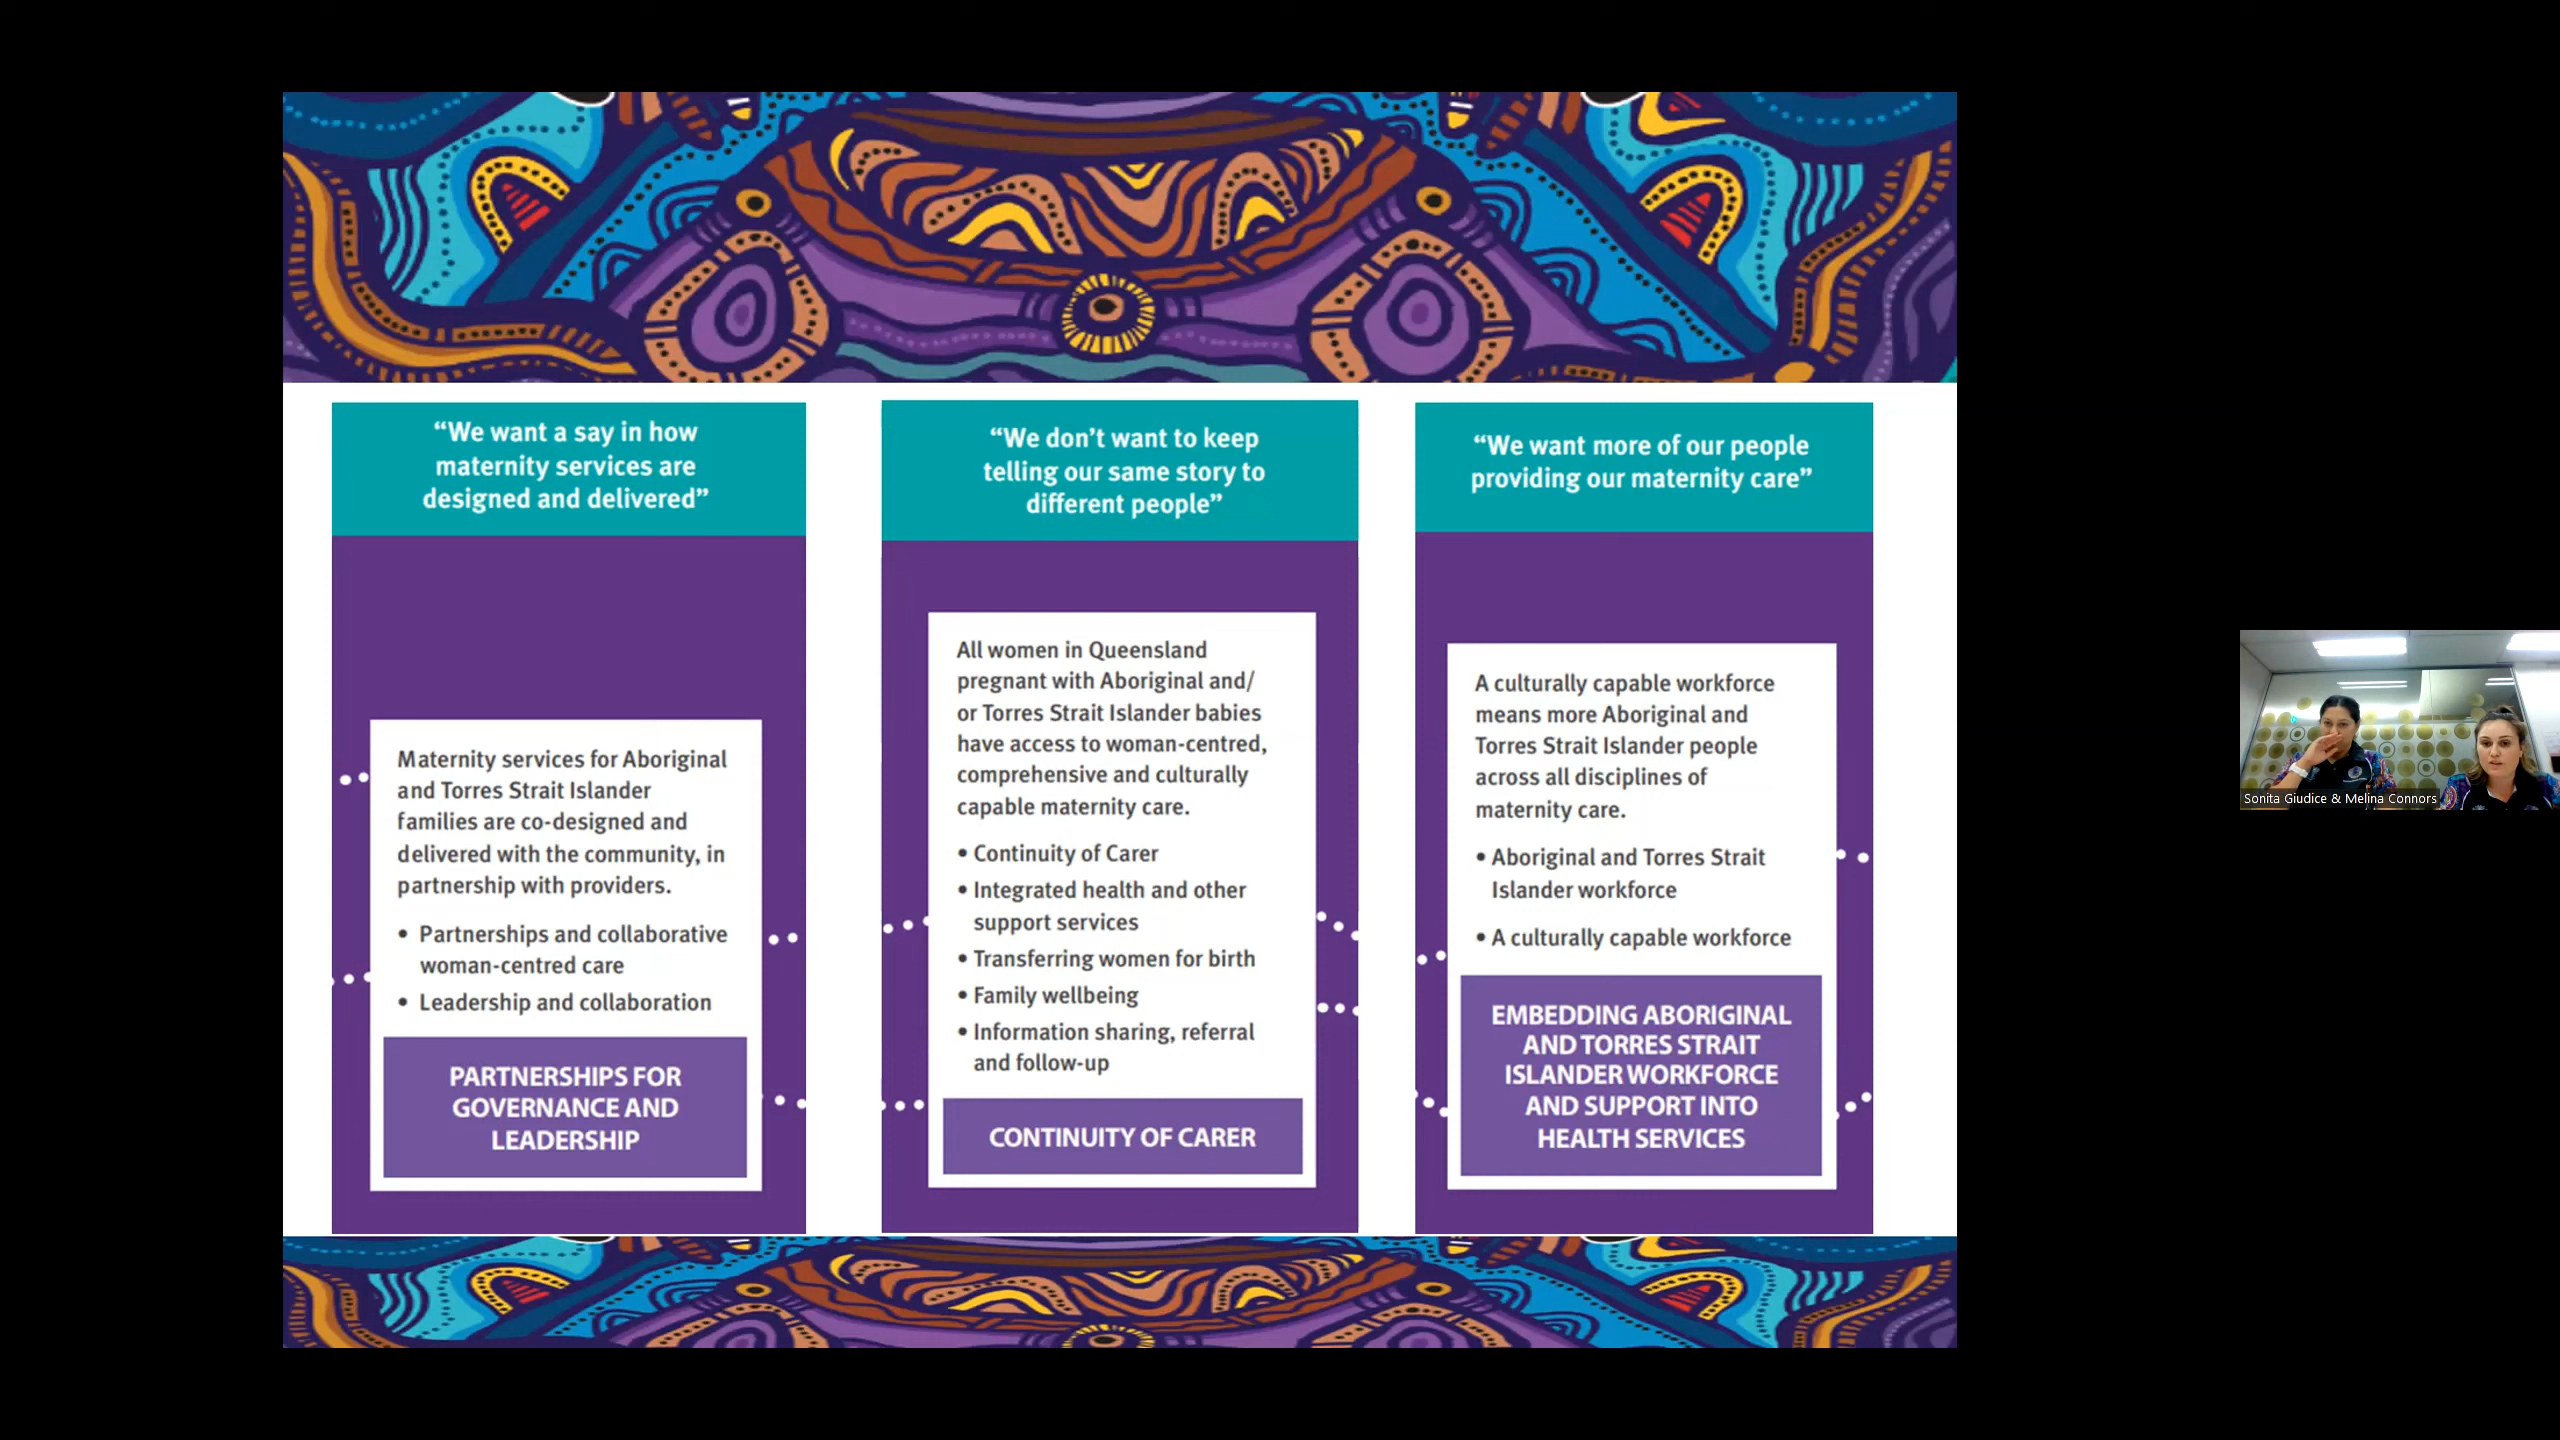 “We want a say in how
maternity services are
designed and delivered”
Maternity services for Aboriginal
and Torres Strait Islander
families are co-designed and
delivered with the community, in
partnership with providers.
• Partnerships and collaborative
woman-centred care
• Leadership and collaboration
PARTNERSHIPS FOR
GOVERNANCE AND
LEADERSHIP
“We don’t want to keep
telling our same story to
different people”
All women in Queensland
pregnant with Aboriginal and/
or Torres Strait Islander babies
have access to woman-centred,
comprehensive and culturally
capable maternity care.
• Continuity of Carer
• Integrated health and other
support services
• Transferring women for birth
• Family wellbeing
• Information sharing, referral
and follow-up
CONTINUITY OF CARER
“We want more of our people
providing our maternity care”
A culturally capable workforce
means more Aboriginal and
Torres Strait Islander people
across all disciplines of
maternity care.
• Aboriginal and Torres Strait
Islander workforce
• A culturally capable workforce
EMBEDDING ABORIGINAL
AND TORRES STRAIT
ISLANDER WORKFORCE
AND SUPPORT INTO
HEALTH SERVICES
Sonita Giudice & Melina Connors